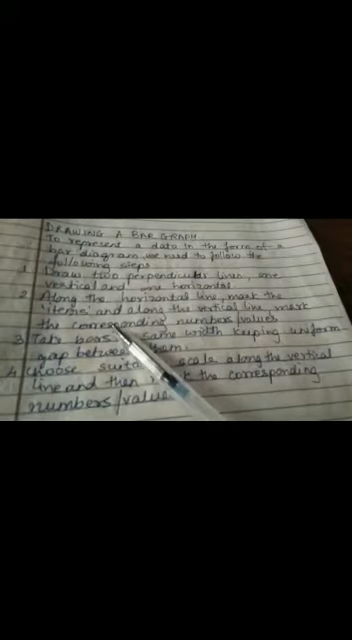 DRAWING A BAR GRAPH
To represent a data in the form of a
bar diagram, we need to follow the
following steps
1 Draw two perpendicular lines, one
vertical and one horizontal
2 Along the horizontal line, mark the
'items' and along the vertical line, mark
the corresponding numbers/values
3 Take bars same width keeping uniform
gap between them.
4 Choose scale along the vertical
line and then the corresponding
numbers/value